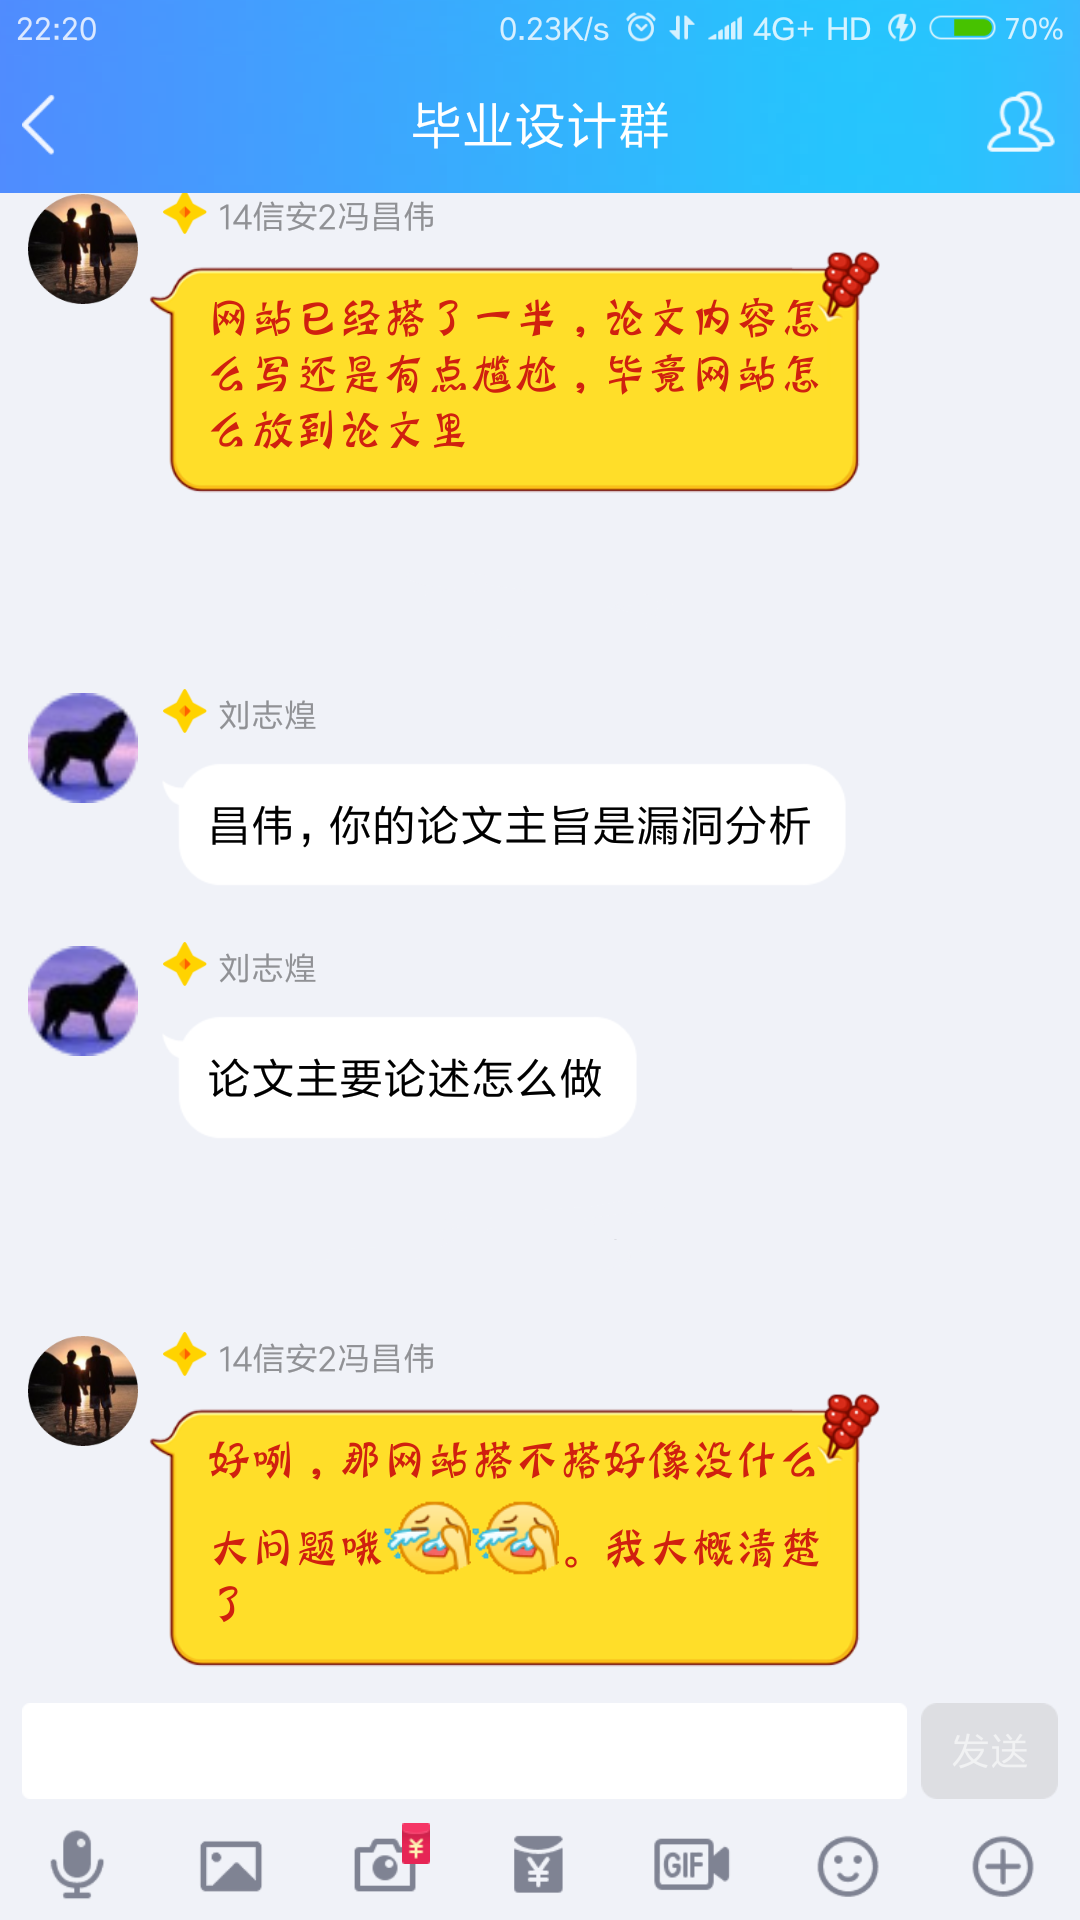 22:20 0.23K/s 4G+ HD 70%
毕业设计群
14信安2冯昌伟
网站已经搭了一半，论文内容怎
么写还是有点尴尬，毕竟网站怎
么放到论文里
刘志煌
昌伟，你的论文主旨是漏洞分析
刘志煌
论文主要论述怎么做
14信安2冯昌伟
好咧，那网站搭不搭好像没什么
大问题哦。我大概清楚
了
发送
¥
¥
GIF